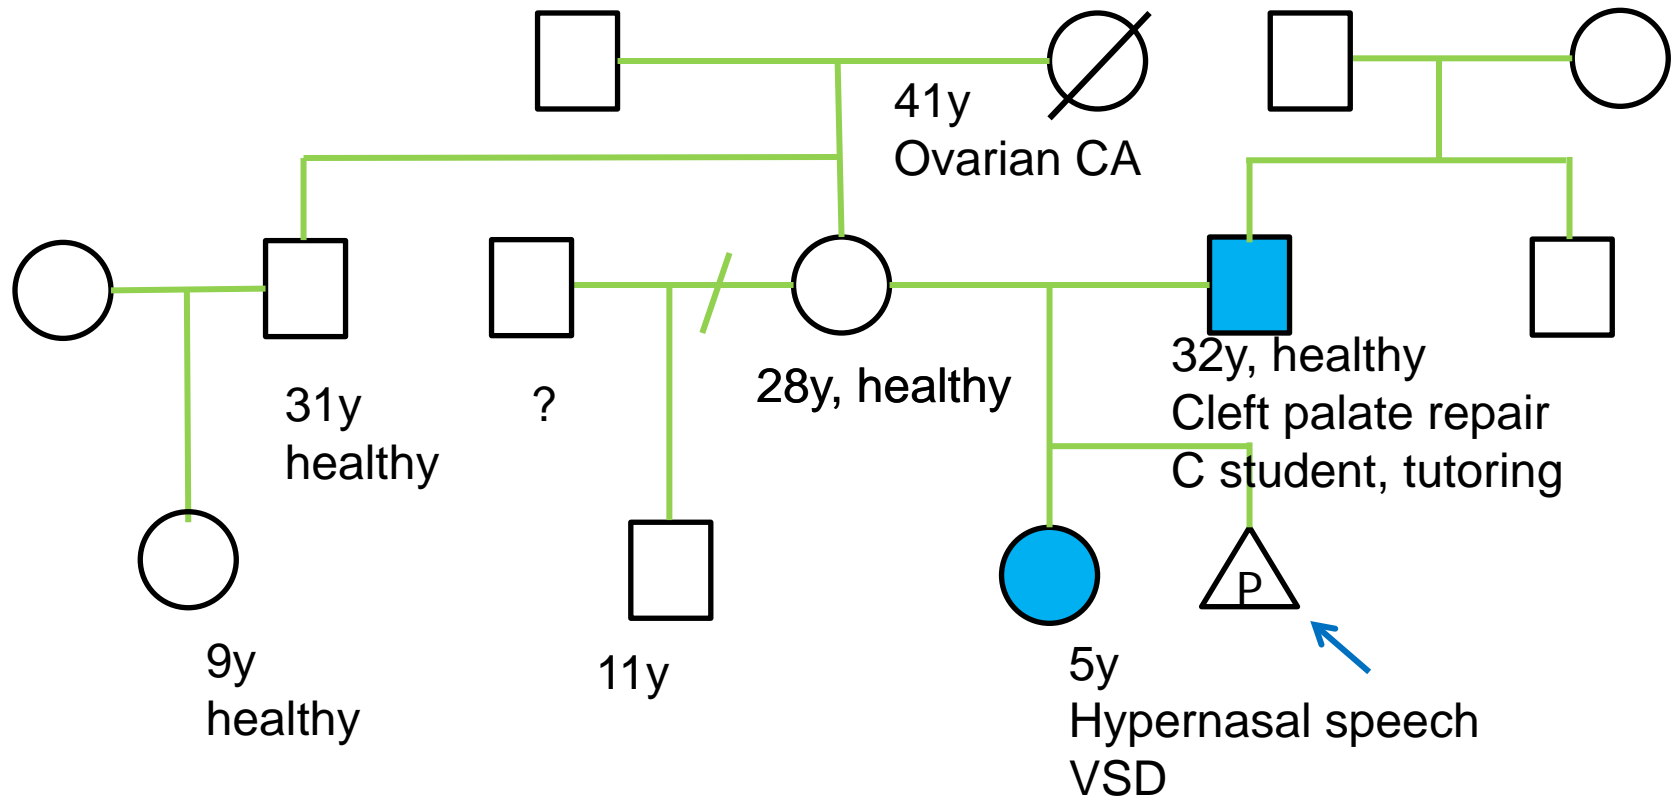 41y
Ovarian CA
31y
healthy
?
28y, healthy
32y, healthy
Cleft palate repair
C student, tutoring
P
9y
healthy
11y
5y
Hypernasal speech
VSD